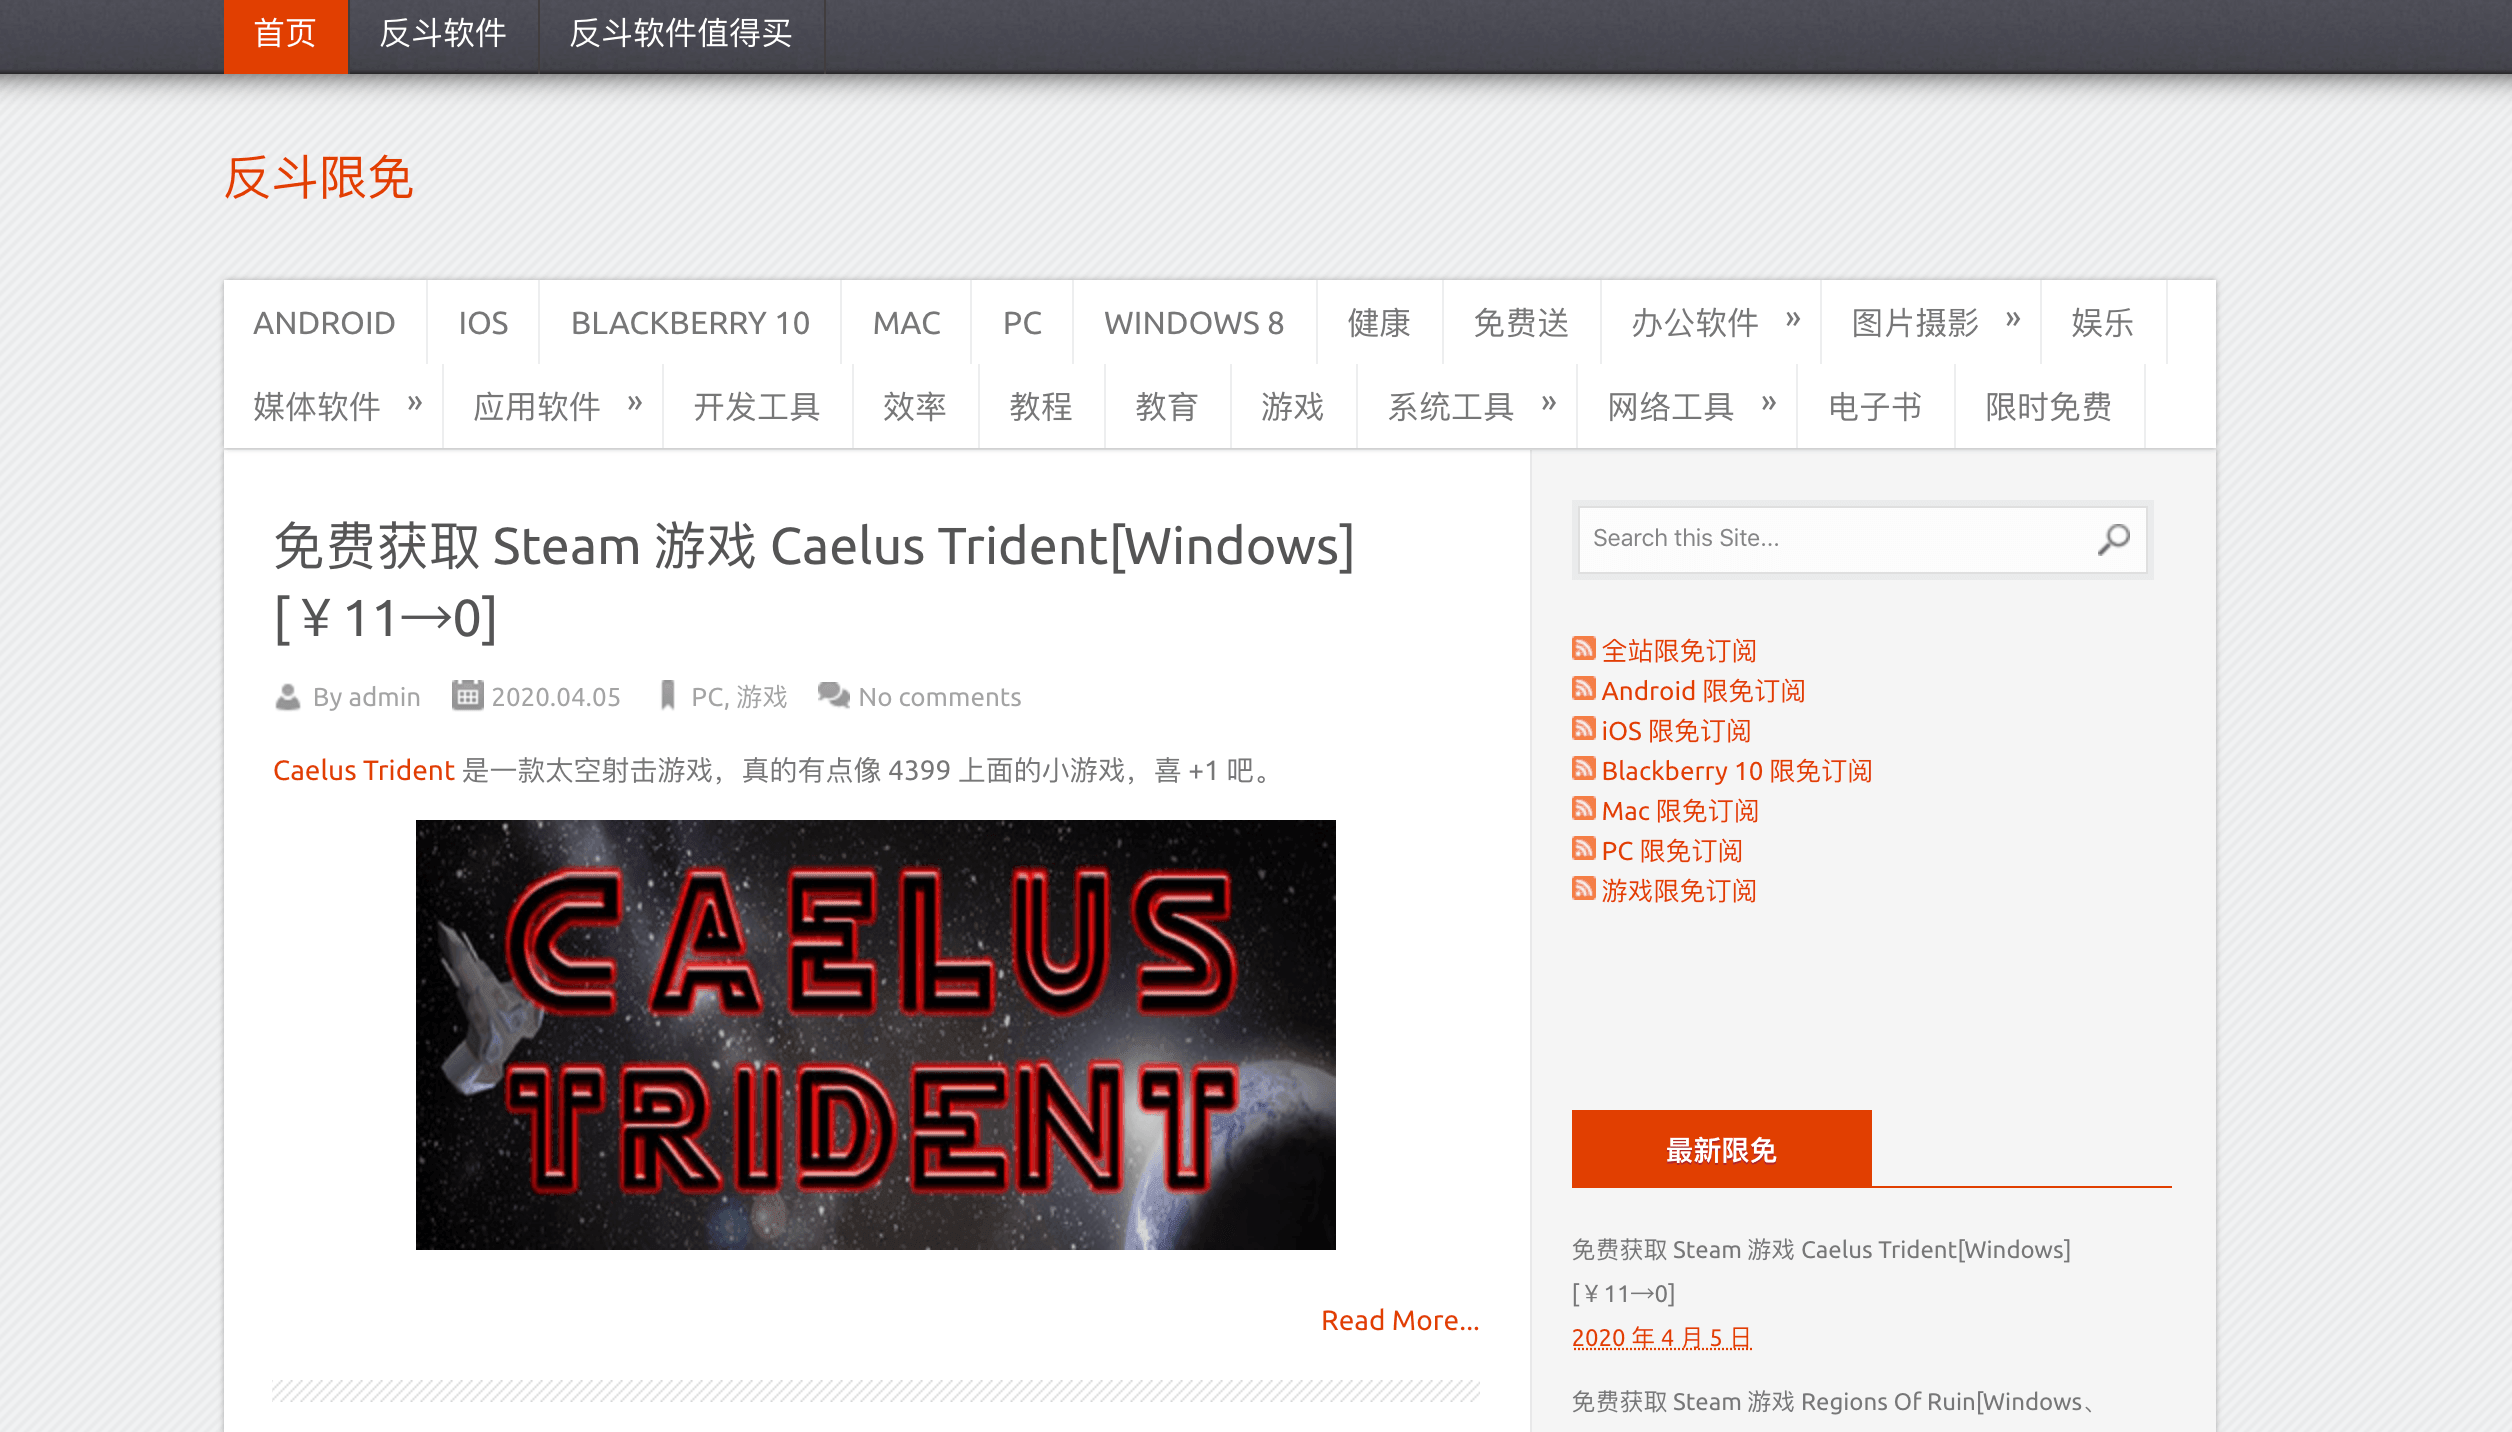 首页
反斗软件
反斗软件值得买
反斗限免
ANDROID
IOS
BLACKBERRY 10
MAC
PC
WINDOWS 8
健康
免费送
办公软件 »
图片摄影 »
娱乐
媒体软件 »
应用软件 »
开发工具
效率
教程
教育
游戏
系统工具 »
网络工具 »
电子书
限时免费
免费获取 Steam 游戏 Caelus Trident[Windows]
[￥11→0]
By admin 2020.04.05 PC, 游戏 No comments
Caelus Trident 是一款太空射击游戏，真的有点像 4399 上面的小游戏，喜 +1 吧。
CAELUS
TRIDENT
Read More...
Search this Site...
全站限免订阅
Android 限免订阅
iOS 限免订阅
Blackberry 10 限免订阅
Mac 限免订阅
PC 限免订阅
游戏限免订阅
最新限免
免费获取 Steam 游戏 Caelus Trident[Windows]
[￥11→0]
2020 年 4 月 5 日
免费获取 Steam 游戏 Regions Of Ruin[Windows、